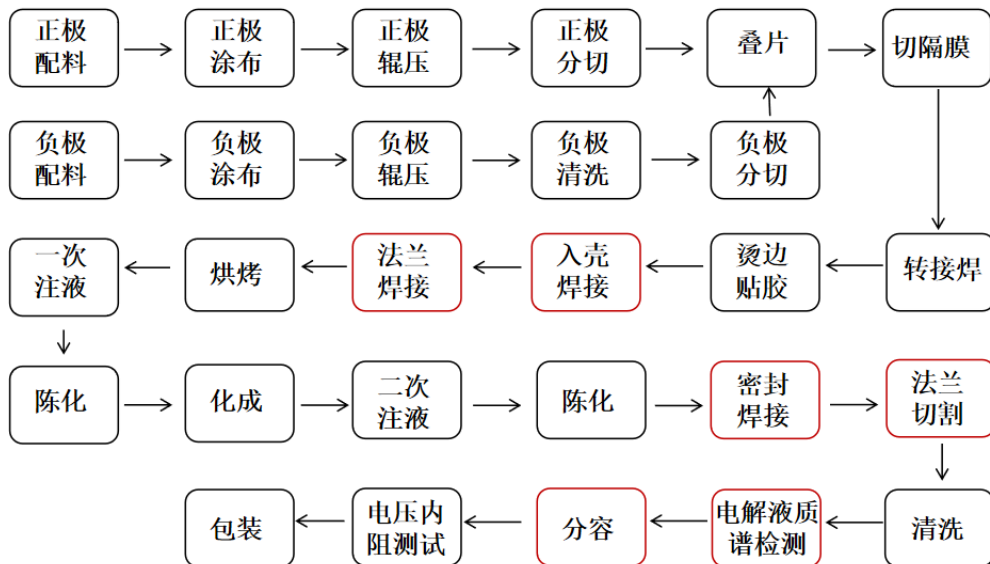 正极
配料
正极
涂布
正极
辊压
正极
分切
叠片
切隔膜
负极
配料
负极
涂布
负极
辊压
负极
清洗
负极
分切
一次
注液
烘烤
法兰
焊接
入壳
焊接
烫边
贴胶
转接焊
陈化
化成
二次
注液
陈化
密封
焊接
法兰
切割
包装
电压内
阻测试
分容
电解液质
谱检测
清洗